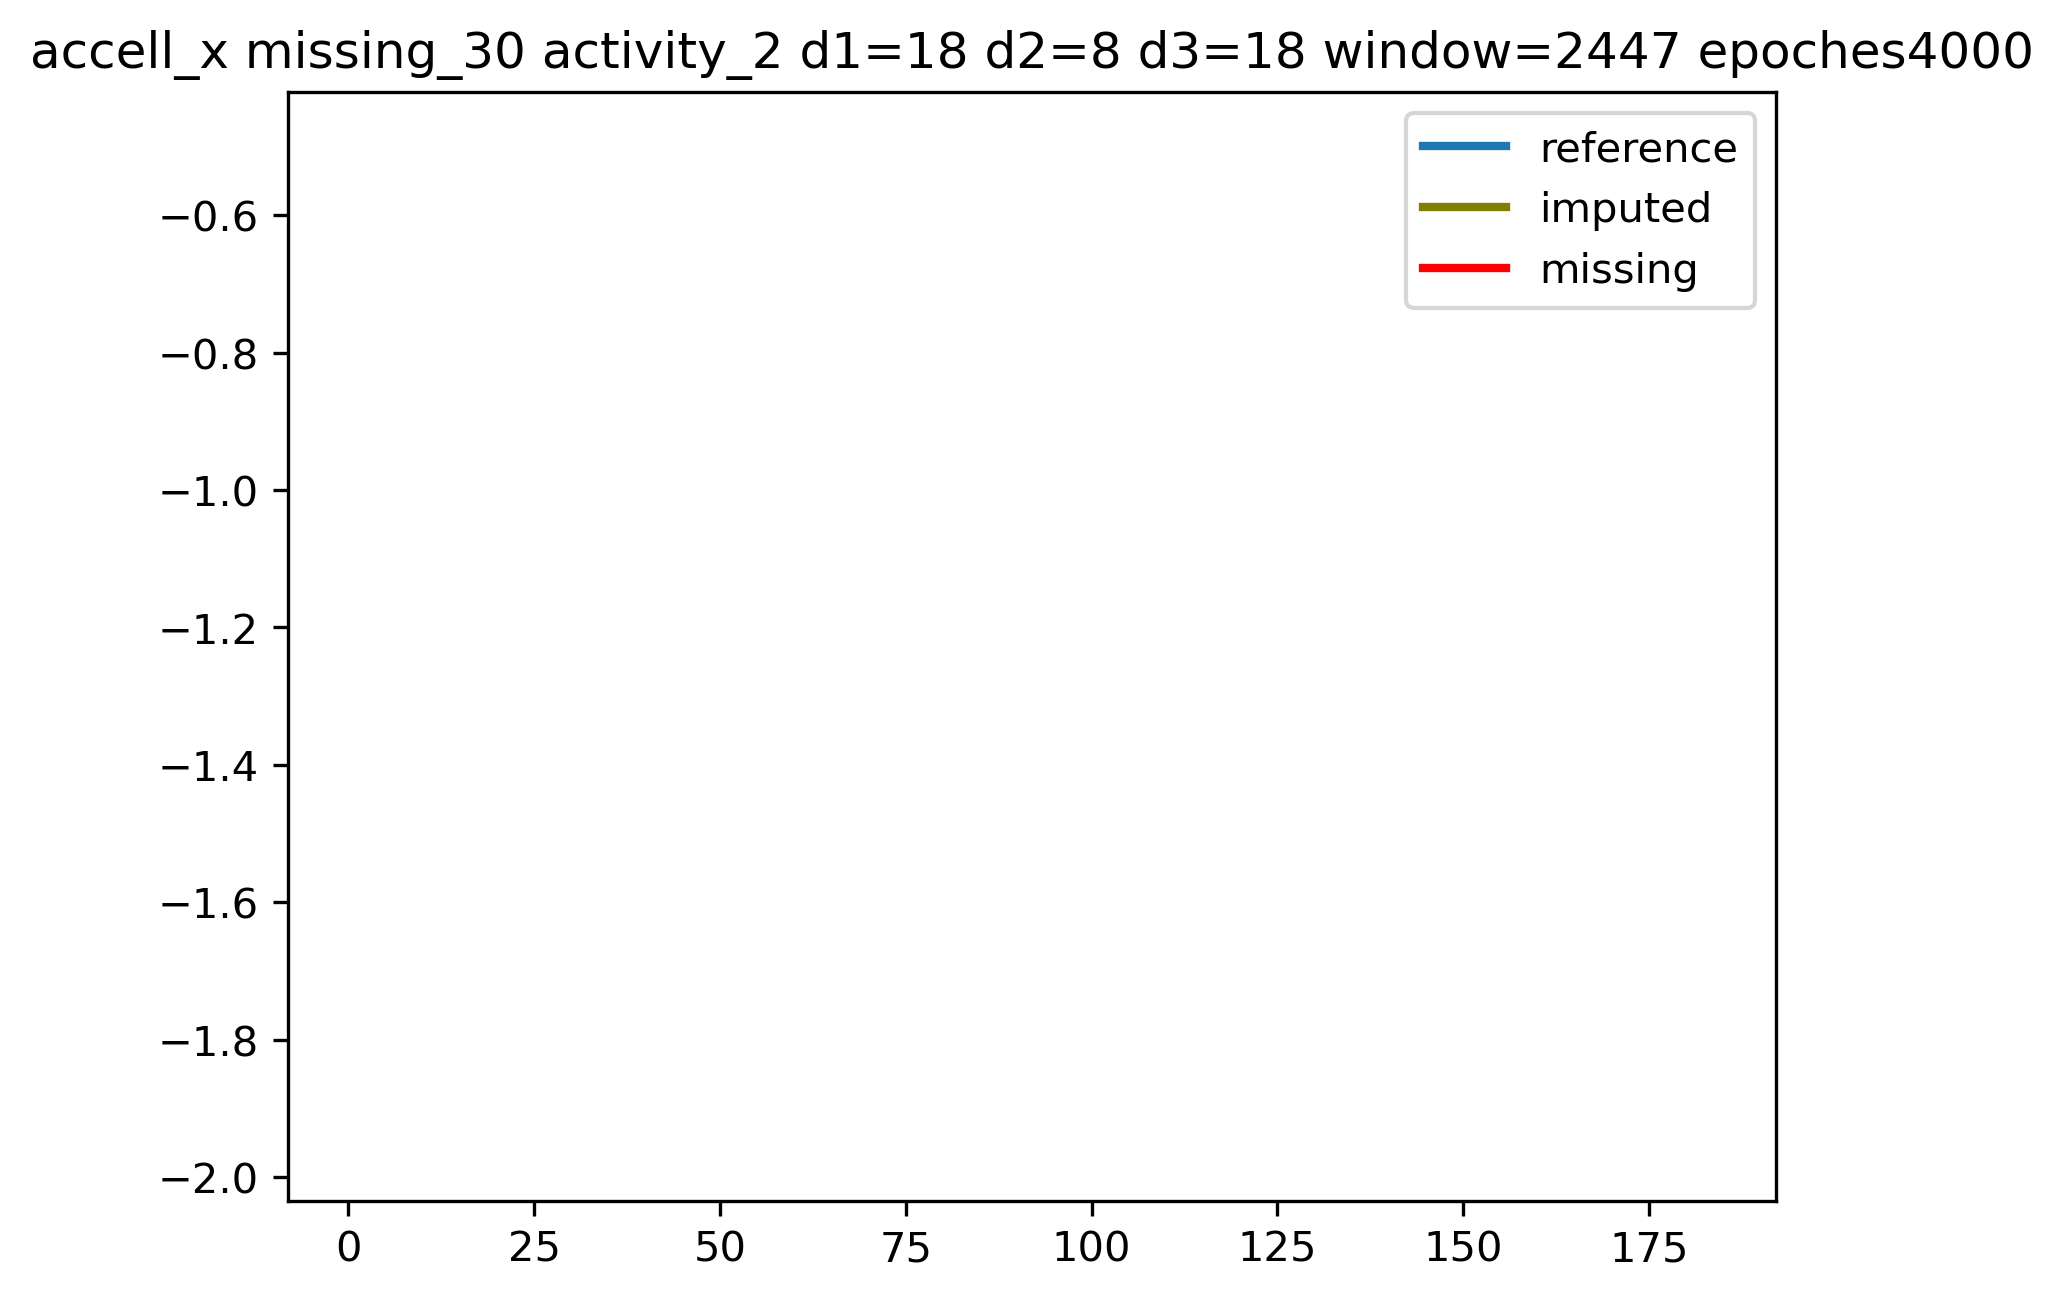 accell_x missing_30 activity_2 d1=18 d2=8 d3=18 window=2447 epoches4000
reference
imputed
missing
−0.6
−0.8
−1.0
−1.2
−1.4
−1.6
−1.8
−2.0
0 25 50 75 100 125 150 175